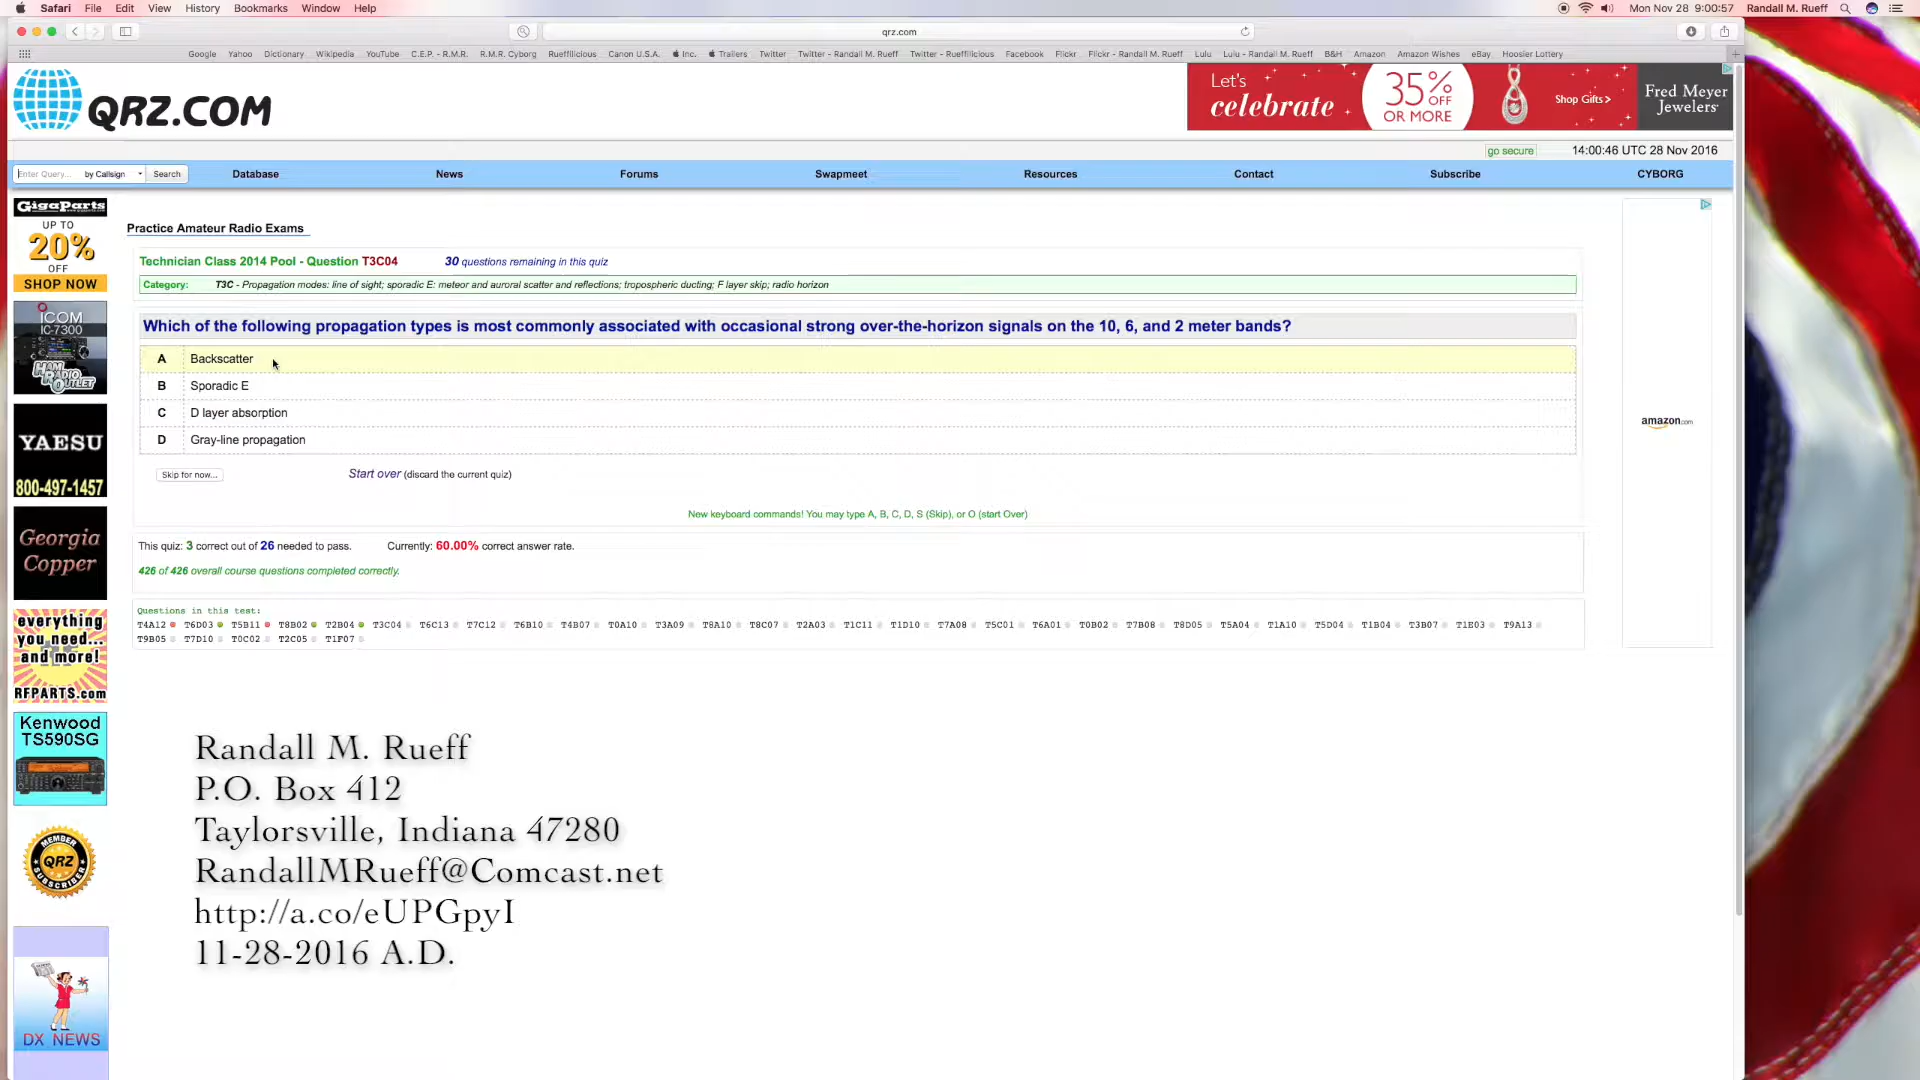 Safari File Edit View History Bookmarks Window Help
Mon Nov 28 9:00:57 Randall M. Rueff
qrz.com
Google Yahoo Dictionary Wikipedia YouTube C.E.P. - R.M.R. R.M.R. Cyborg Rueffilicious Canon U.S.A. Inc. Trailers Twitter Twitter - Randall M. Rueff Twitter - Rueffilicious Facebook Flickr Flickr - Randall M. Rueff Lulu Lulu - Randall M. Rueff B&H Amazon Amazon Wishes eBay Hoosier Lottery
QRZ.COM
Let's
celebrate
35% OFF
OR MORE
Shop Gifts>
Fred Meyer
Jewelers
go secure 14:00:46 UTC 28 Nov 2016
Enter Query... by Callsign Search Database News Forums Swapmeet Resources Contact Subscribe CYBORG
GigaParts
UP TO
20%
OFF
SHOP NOW
ICOM
IC-7300
HAM RADIO OUTLET
YAESU
800-497-1457
Georgia
Copper
everything
you need...
and more!
RFPARTS.com
Kenwood
TS590SG
MEMBER
QRZ
SUBSCRIBER
DX NEWS
Practice Amateur Radio Exams
Technician Class 2014 Pool - Question T3C04 30 questions remaining in this quiz
Category: T3C - Propagation modes: line of sight; sporadic E: meteor and auroral scatter and reflections; tropospheric ducting; F layer skip; radio horizon
Which of the following propagation types is most commonly associated with occasional strong over-the-horizon signals on the 10, 6, and 2 meter bands?
A Backscatter
B Sporadic E
C D layer absorption
D Gray-line propagation
Skip for now... Start over (discard the current quiz)
New keyboard commands! You may type A, B, C, D, S (Skip), or O (start Over)
This quiz: 3 correct out of 26 needed to pass. Currently: 60.00% correct answer rate.
426 of 426 overall course questions completed correctly.
Questions in this test:
T4A12 T6D03 T5B11 T8B02 T2B04 T3C04 T6C13 T7C12 T6B10 T4B07 T0A10 T3A09 T8A10 T8C07 T2A03 T1C11 T1D10 T7A08 T5C01 T6A01 T0B02 T7B08 T8D05 T5A04 T1A10 T5D04 T1B04 T3B07 T1E03 T9A13
T9B05 T7D10 T0C02 T2C05 T1F07
amazon.com
Randall M. Rueff
P.O. Box 412
Taylorsville, Indiana 47280
RandallMRueff@Comcast.net
http://a.co/eUPGpyI
11-28-2016 A.D.